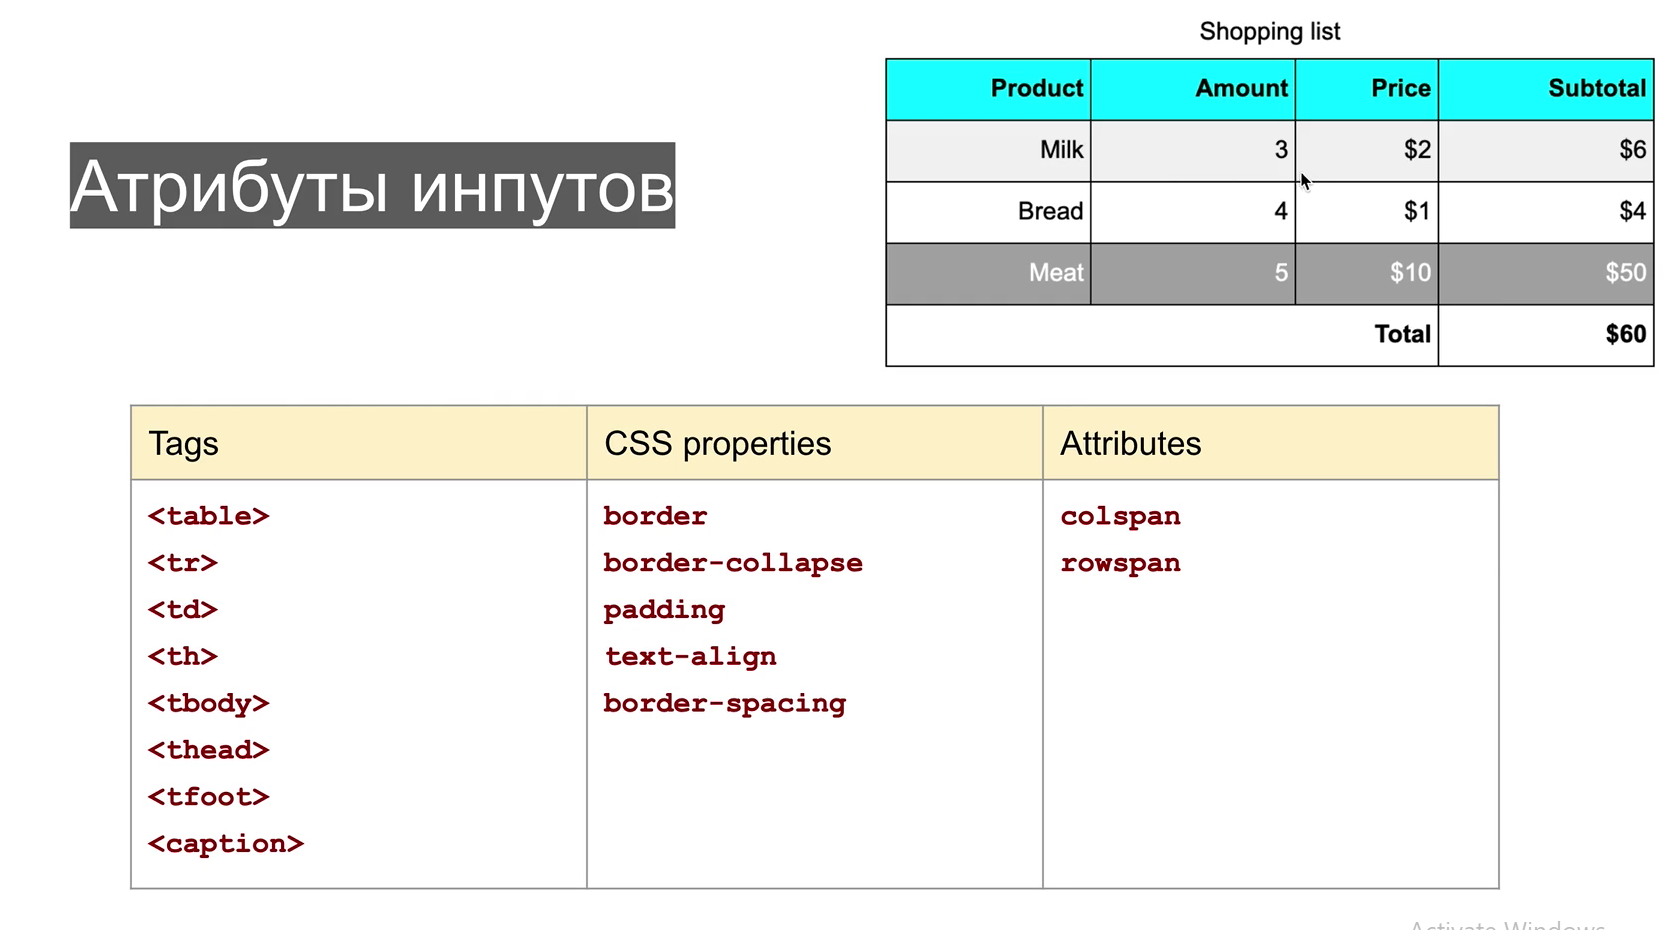 Shopping list
Product Amount Price Subtotal
Milk 3 $2 $6
Bread 4 $1 $4
Meat 5 $10 $50
Total $60
Атрибуты инпутов
Tags CSS properties Attributes
<table> border colspan
<tr> border-collapse rowspan
<td> padding
<th> text-align
<tbody> border-spacing
<thead>
<tfoot>
<caption>
Activate Windows